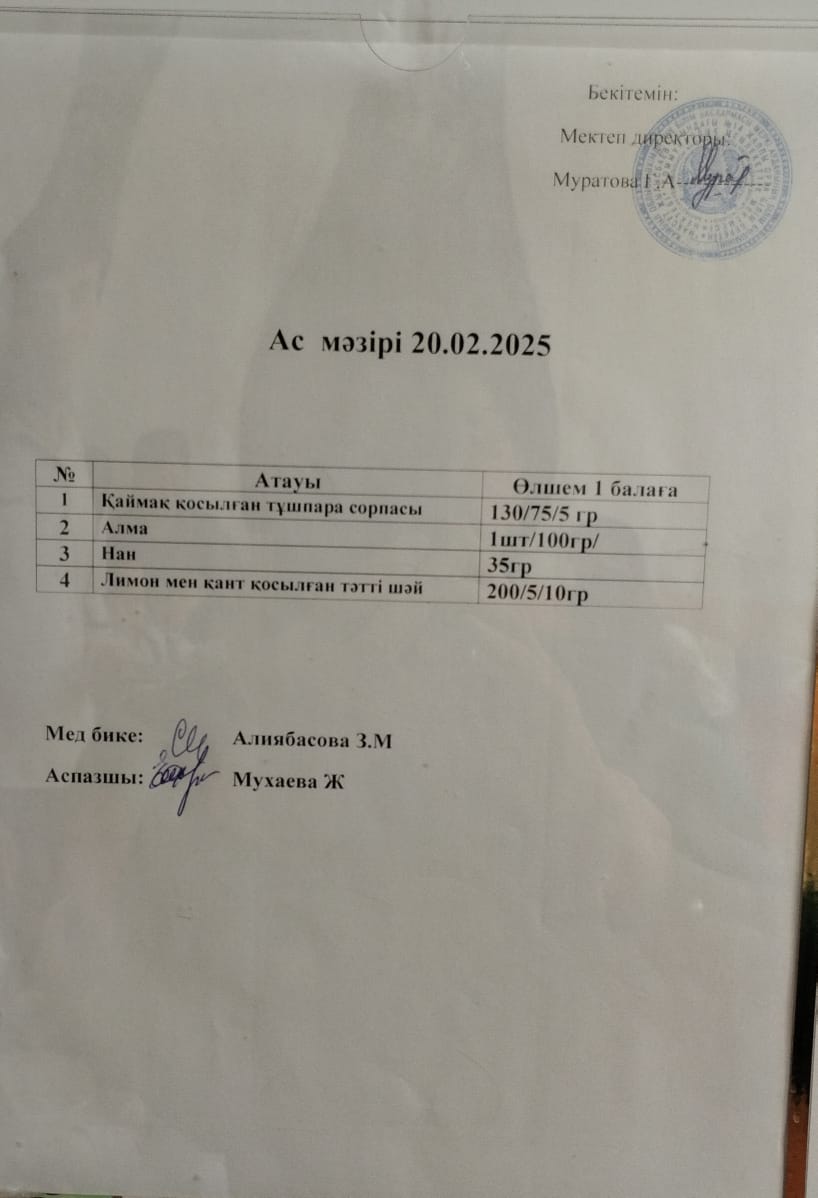 Бекітемін:
Мектеп директоры:
Муратова Г.А
Ас мәзірі 20.02.2025
№ Атауы Өлшем 1 балаға
1 Қаймақ қосылған тұшпара сорпасы 130/75/5 гр
2 Алма 1шт/100гр/
3 Нан 35гр
4 Лимон мен қант қосылған тәтті шәй 200/5/10гр
Мед бике: Алиябасова З.М
Аспазшы: Мухаева Ж